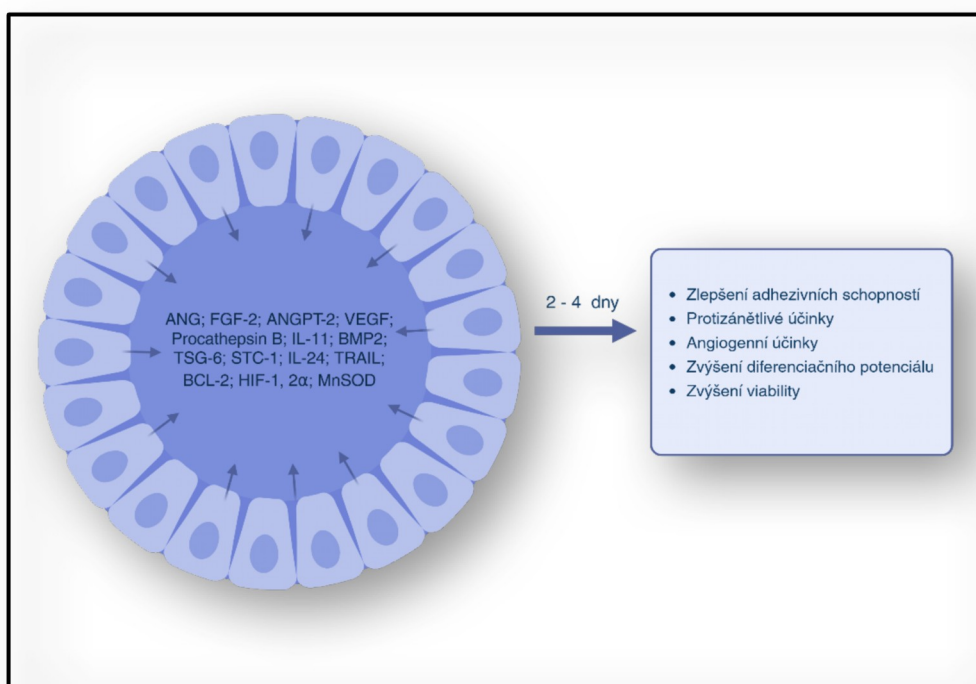 ANG; FGF-2; ANGPT-2; VEGF;
Procathepsin B; IL-11; BMP2;
TSG-6; STC-1; IL-24; TRAIL;
BCL-2; HIF-1, 2α; MnSOD
2 - 4 dny
• Zlepšení adhezivních schopností
• Protizánětlivé účinky
• Angiogenní účinky
• Zvýšení diferenciačního potenciálu
• Zvýšení viability